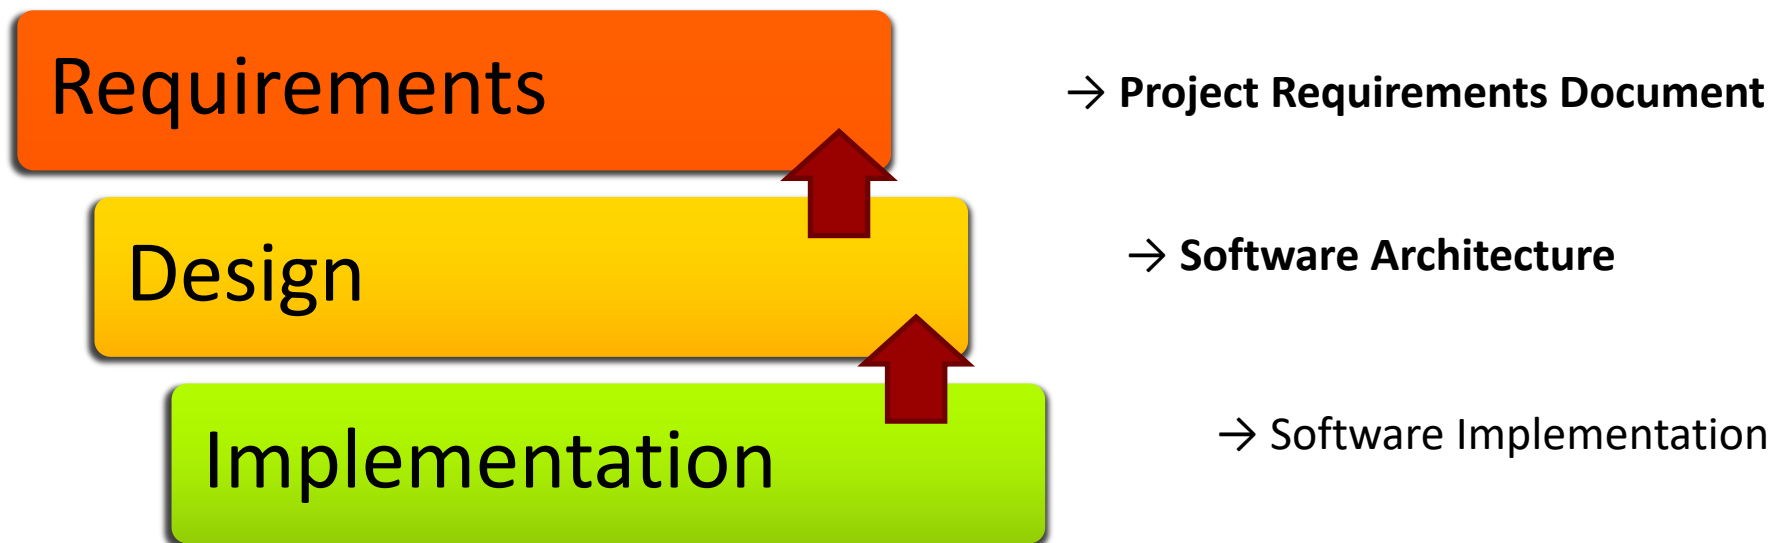 Requirements
→ Project Requirements Document
Design
→ Software Architecture
Implementation
→ Software Implementation